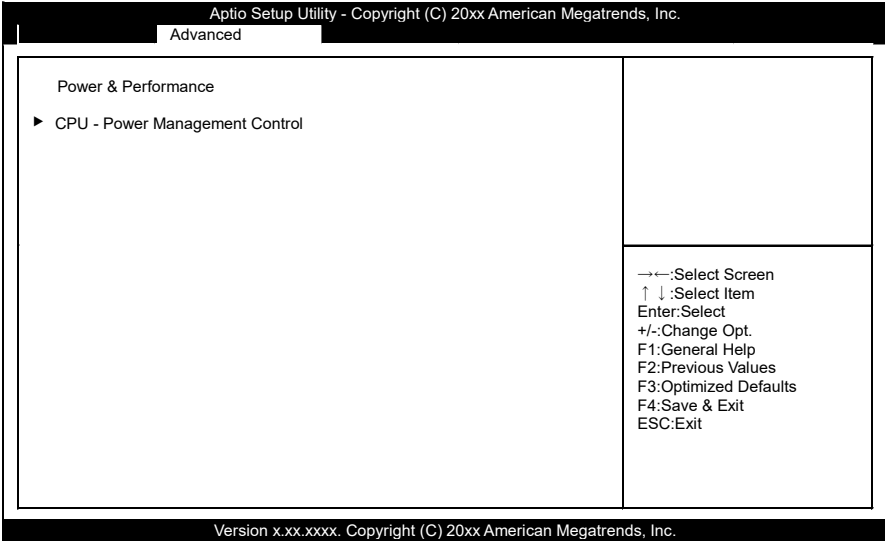 Aptio Setup Utility - Copyright (C) 20xx American Megatrends, Inc.
Advanced
Power & Performance
► CPU - Power Management Control
→←:Select Screen
↑ ↓ :Select Item
Enter:Select
+/-:Change Opt.
F1:General Help
F2:Previous Values
F3:Optimized Defaults
F4:Save & Exit
ESC:Exit
Version x.xx.xxxx. Copyright (C) 20xx American Megatrends, Inc.